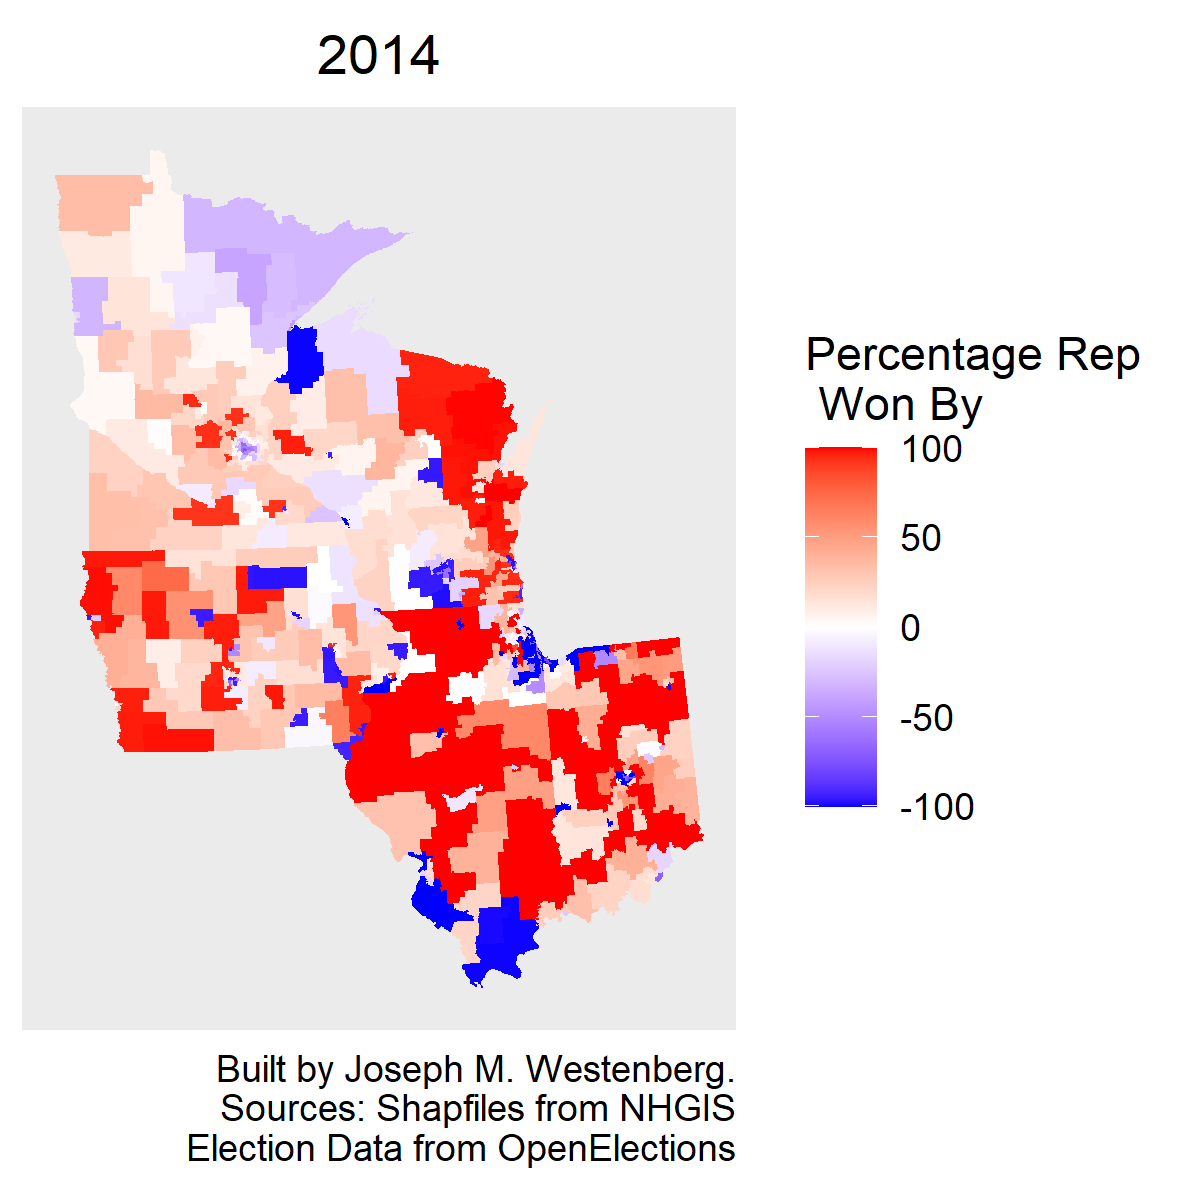 2014
Percentage Rep
Won By
100
50
0
-50
-100
Built by Joseph M. Westenberg.
Sources: Shapfiles from NHGIS
Election Data from OpenElections